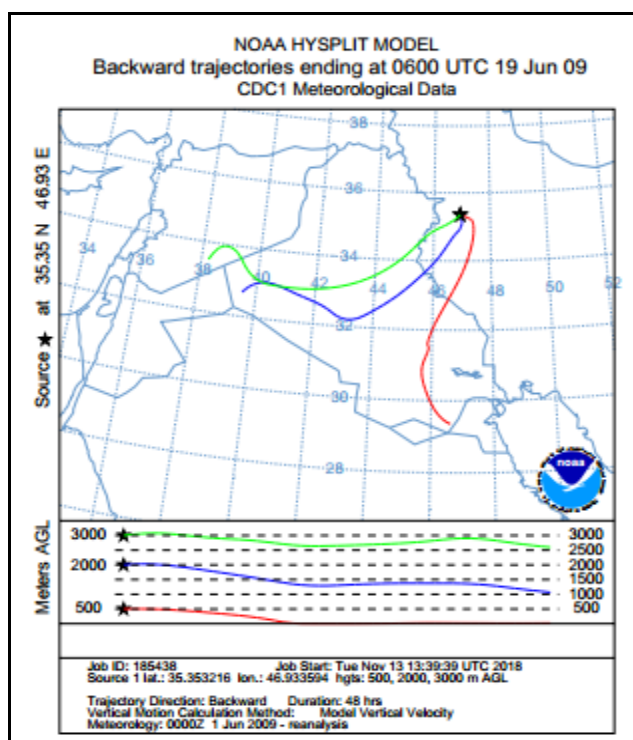 NOAA HYSPLIT MODEL
Backward trajectories ending at 0600 UTC 19 Jun 09
CDC1 Meteorological Data
Source ★ at 35.35 N 46.93 E
38
36
34
36
38
40
42
44
46
48
50
52
34
32
30
28
noaa
Meters AGL
3000 3000
2500
2000 2000
1500
1000
500 500
Job ID: 185438 Job Start: Tue Nov 13 13:39:39 UTC 2018
Source 1 lat.: 35.353216 lon.: 46.933594 hgts: 500, 2000, 3000 m AGL
Trajectory Direction: Backward Duration: 48 hrs
Vertical Motion Calculation Method: Model Vertical Velocity
Meteorology: 0000Z 1 Jun 2009 - reanalysis